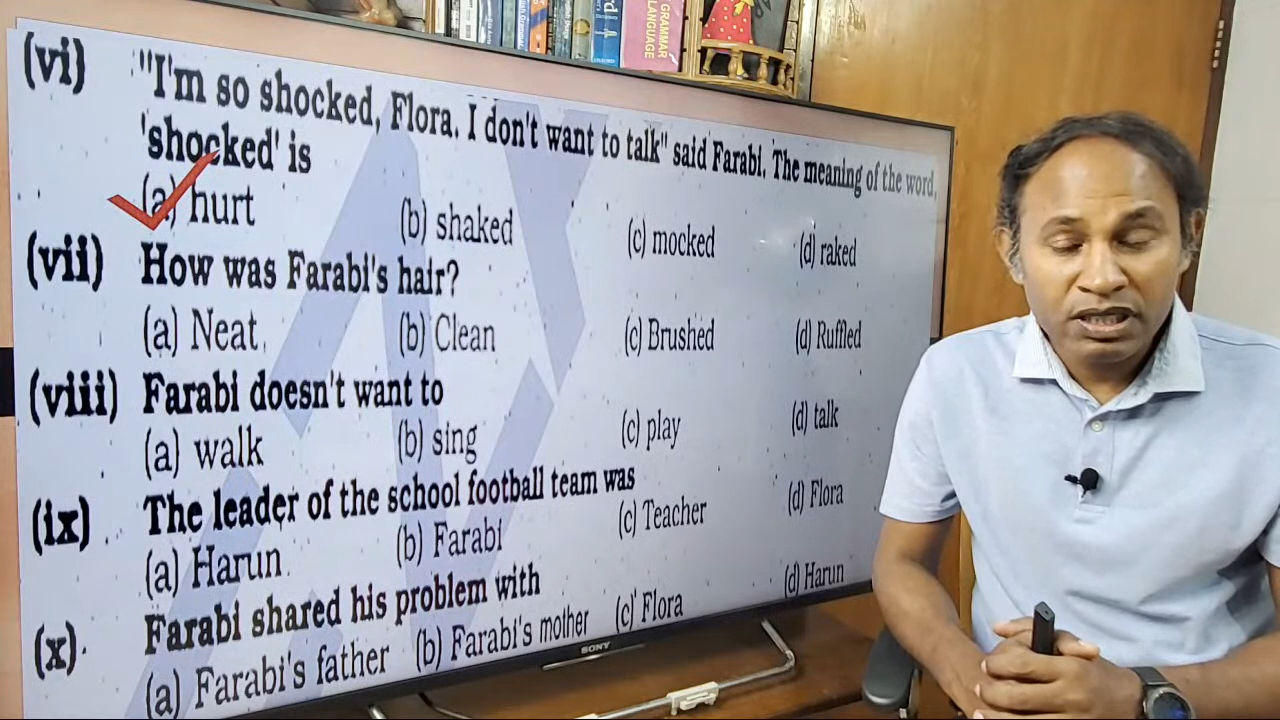 GRAMMAR
LANGUAGE
(vi) "I'm so shocked, Flora. I don't want to talk" said Farabi. The meaning of the word,
'shocked' is
(a) hurt (b) shaked (c) mocked (d) raked
(vii) How was Farabi's hair?
(a) Neat (b) Clean (c) Brushed (d) Ruffled
(viii) Farabi doesn't want to
(a) walk (b) sing (c) play (d) talk
(ix) The leader of the school football team was
(a) Harun (b) Farabi (c) Teacher (d) Flora
(x) Farabi shared his problem with
(a) Farabi's father (b) Farabi's mother (c) Flora (d) Harun
SONY